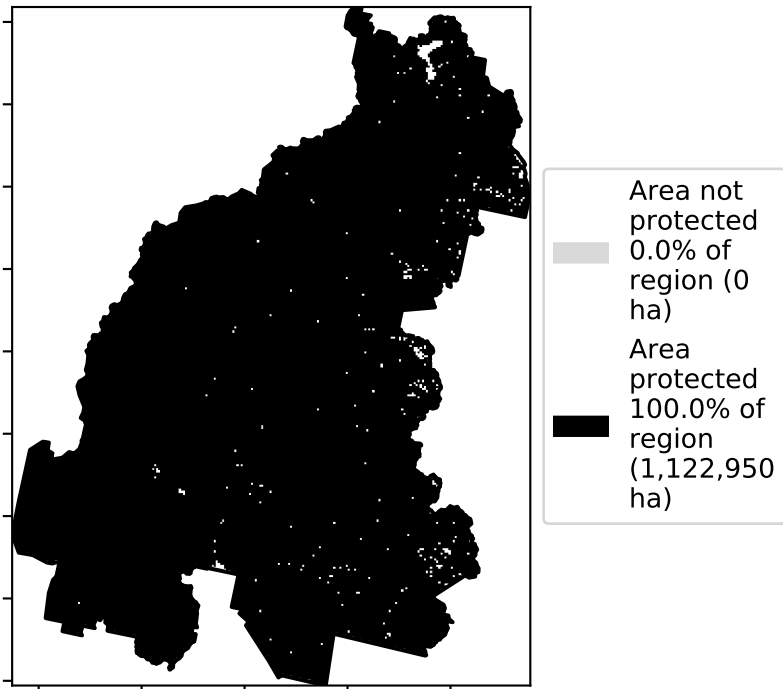 Area not
protected
0.0% of
region (0
ha)
Area
protected
100.0% of
region
(1,122,950
ha)